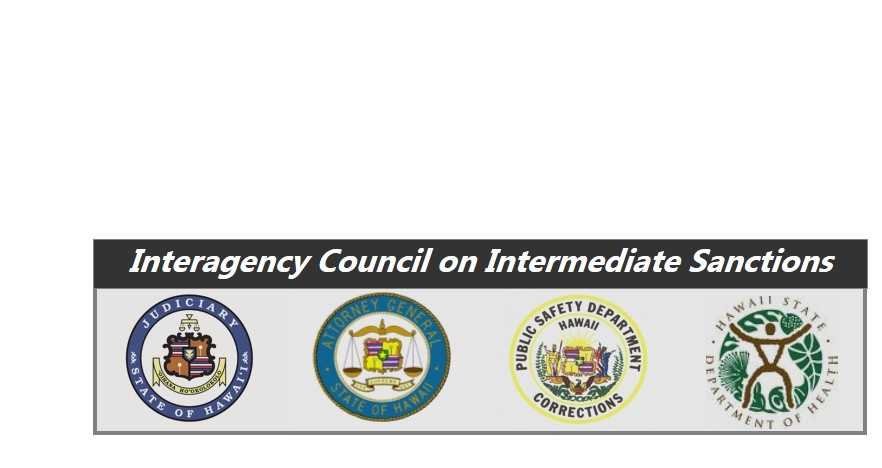 Interagency Council on Intermediate Sanctions
JUDICIARY
STATE OF HAWAI'I
ATTORNEY GENERAL
STATE OF HAWAII
PUBLIC SAFETY DEPARTMENT
HAWAII
CORRECTIONS
HAWAII STATE
DEPARTMENT OF HEALTH